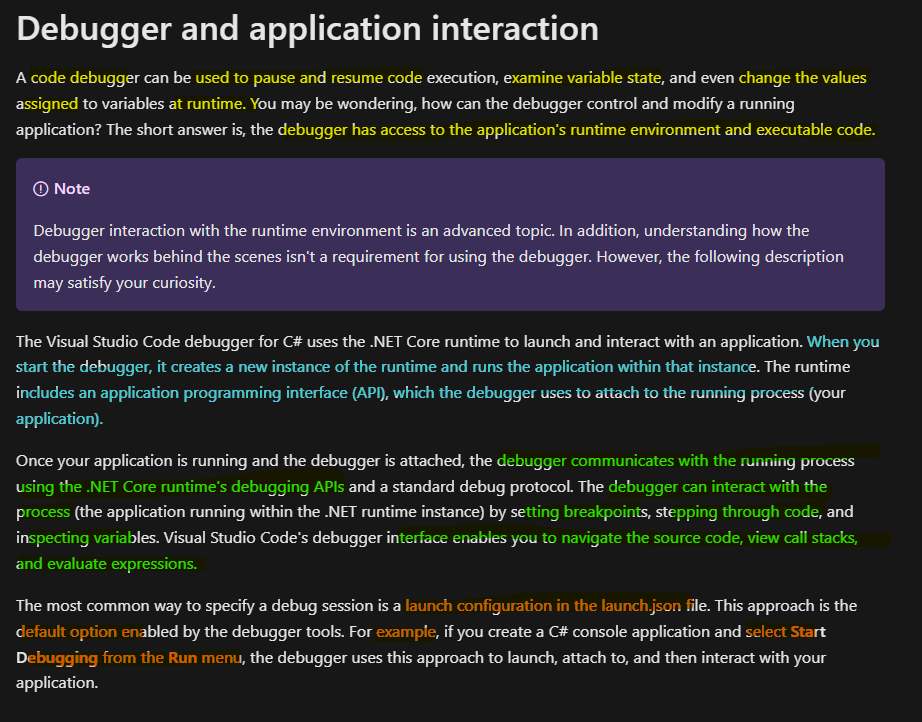 Debugger and application interaction
A code debugger can be used to pause and resume code execution, examine variable state, and even change the values
assigned to variables at runtime. You may be wondering, how can the debugger control and modify a running
application? The short answer is, the debugger has access to the application's runtime environment and executable code.
Note
Debugger interaction with the runtime environment is an advanced topic. In addition, understanding how the
debugger works behind the scenes isn't a requirement for using the debugger. However, the following description
may satisfy your curiosity.
The Visual Studio Code debugger for C# uses the .NET Core runtime to launch and interact with an application. When you
start the debugger, it creates a new instance of the runtime and runs the application within that instance. The runtime
includes an application programming interface (API), which the debugger uses to attach to the running process (your
application).
Once your application is running and the debugger is attached, the debugger communicates with the running process
using the .NET Core runtime's debugging APIs and a standard debug protocol. The debugger can interact with the
process (the application running within the .NET runtime instance) by setting breakpoints, stepping through code, and
inspecting variables. Visual Studio Code's debugger interface enables you to navigate the source code, view call stacks,
and evaluate expressions.
The most common way to specify a debug session is a launch configuration in the launch.json file. This approach is the
default option enabled by the debugger tools. For example, if you create a C# console application and select Start
Debugging from the Run menu, the debugger uses this approach to launch, attach to, and then interact with your
application.